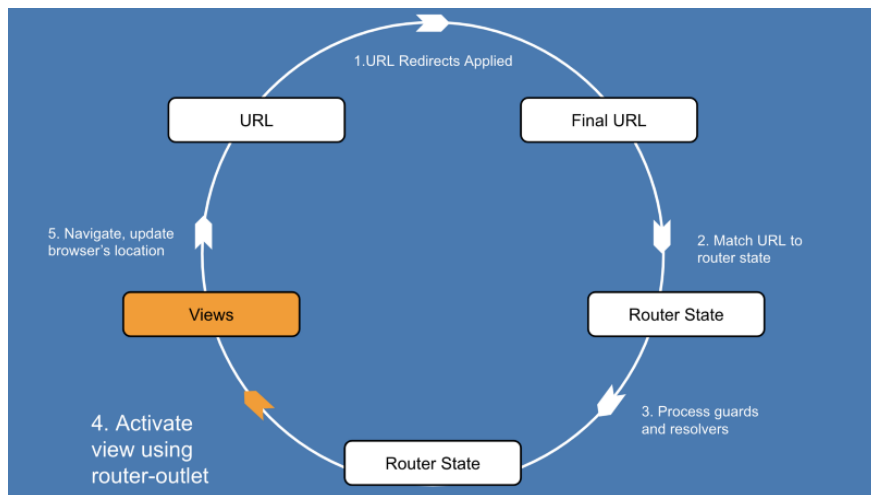 1.URL Redirects Applied
URL
Final URL
5. Navigate, update
browser's location
2. Match URL to
router state
Views
Router State
4. Activate
view using
router-outlet
3. Process guards
and resolvers
Router State